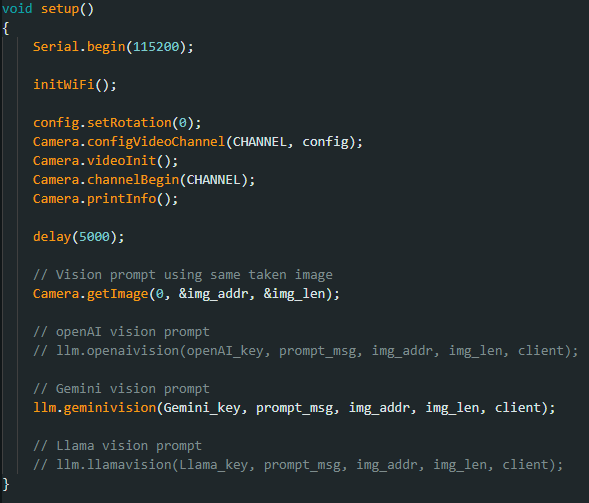 void setup()
{
Serial.begin(115200);
initWiFi();
config.setRotation(0);
Camera.configVideoChannel(CHANNEL, config);
Camera.videoInit();
Camera.channelBegin(CHANNEL);
Camera.printInfo();
delay(5000);
// Vision prompt using same taken image
Camera.getImage(0, &img_addr, &img_len);
// openAI vision prompt
// llm.openaivision(openAI_key, prompt_msg, img_addr, img_len, client);
// Gemini vision prompt
llm.geminivision(Gemini_key, prompt_msg, img_addr, img_len, client);
// Llama vision prompt
// llm.llamavision(Llama_key, prompt_msg, img_addr, img_len, client);
}